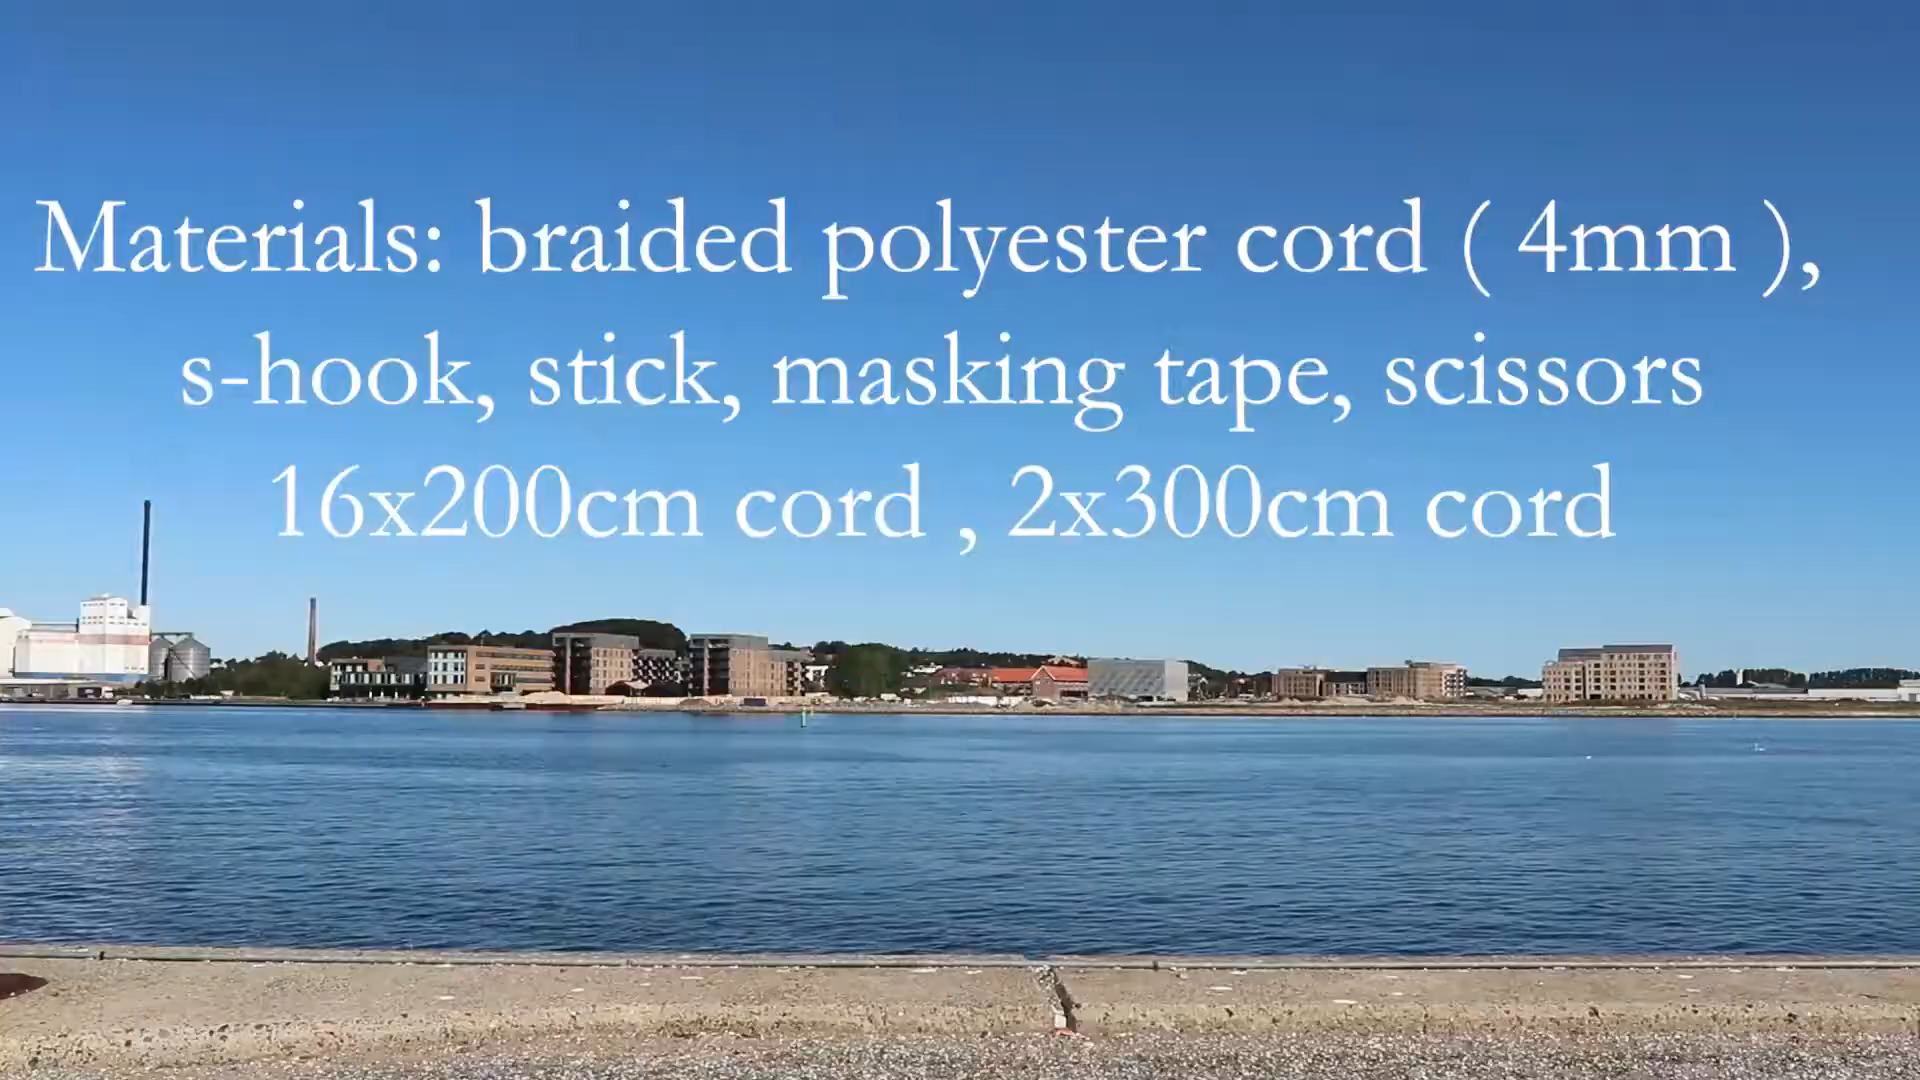 Materials: braided polyester cord ( 4mm ),
s-hook, stick, masking tape, scissors
16x200cm cord , 2x300cm cord